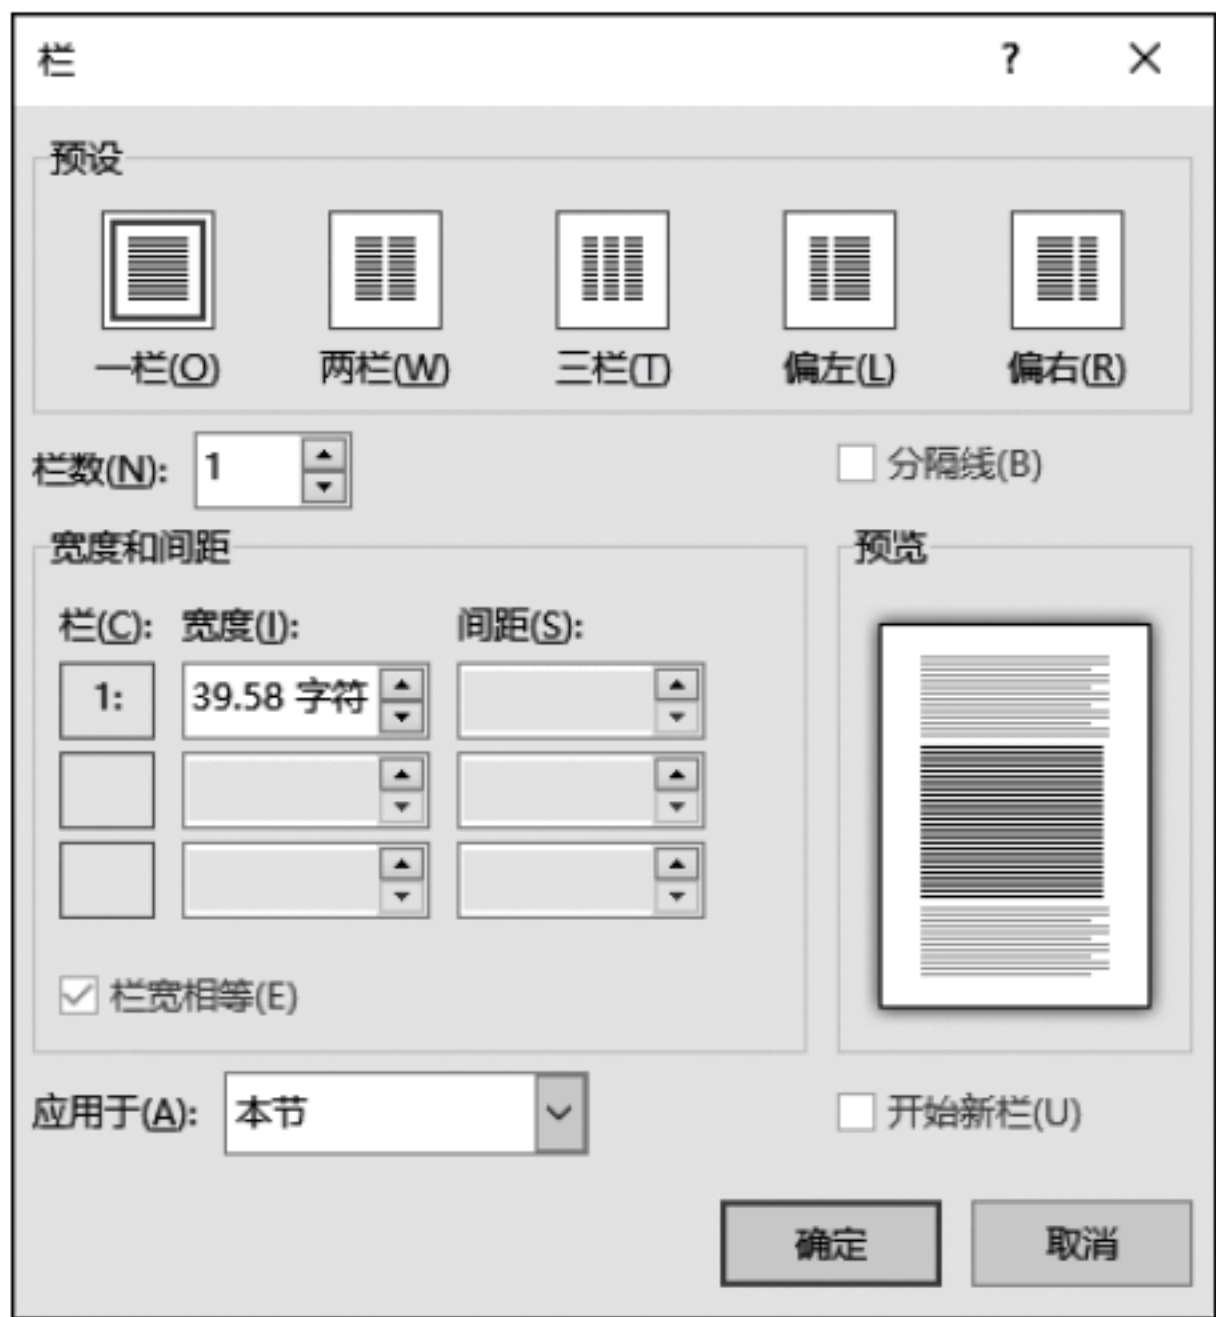 栏
预设
一栏(O) 两栏(W) 三栏(T) 偏左(L) 偏右(R)
栏数(N): 1 分隔线(B)
宽度和间距 预览
栏(C): 宽度(I): 间距(S):
1: 39.58 字符
栏宽相等(E)
应用于(A): 本节 开始新栏(U)
确定 取消